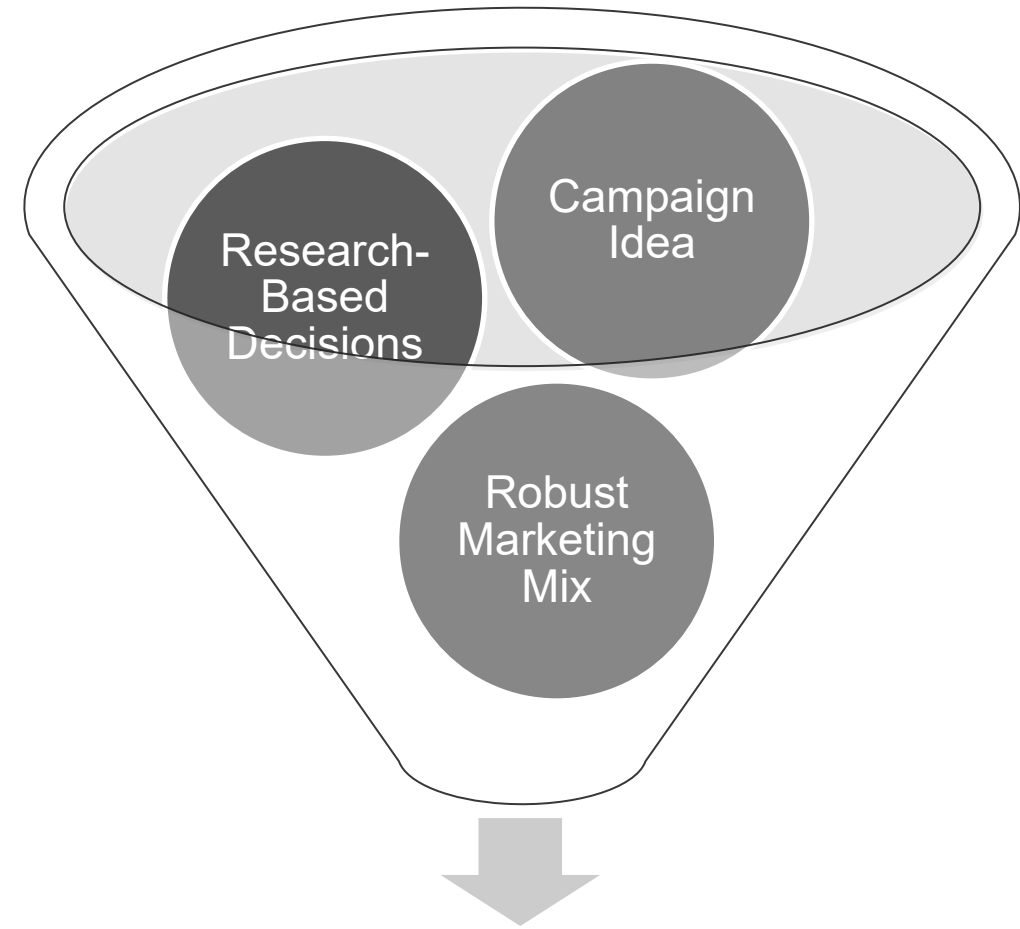 Campaign
Idea
Research-
Based
Decisions
Robust
Marketing
Mix